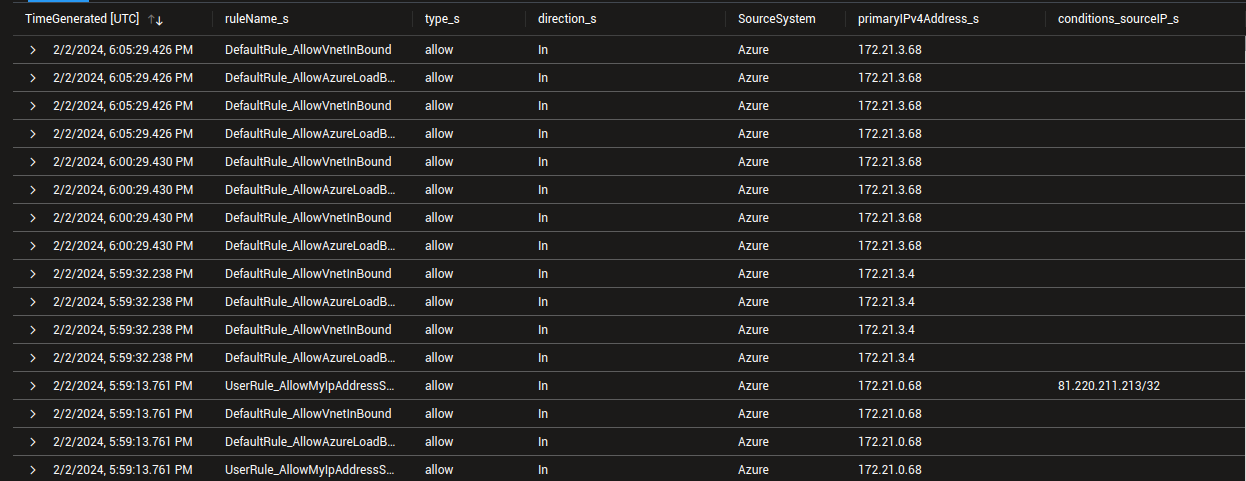 TimeGenerated [UTC] ruleName_s type_s direction_s SourceSystem primaryIPv4Address_s conditions_sourceIP_s
2/2/2024, 6:05:29.426 PM DefaultRule_AllowVnetInBound allow In Azure 172.21.3.68
2/2/2024, 6:05:29.426 PM DefaultRule_AllowAzureLoadB... allow In Azure 172.21.3.68
2/2/2024, 6:05:29.426 PM DefaultRule_AllowVnetInBound allow In Azure 172.21.3.68
2/2/2024, 6:05:29.426 PM DefaultRule_AllowAzureLoadB... allow In Azure 172.21.3.68
2/2/2024, 6:00:29.430 PM DefaultRule_AllowVnetInBound allow In Azure 172.21.3.68
2/2/2024, 6:00:29.430 PM DefaultRule_AllowAzureLoadB... allow In Azure 172.21.3.68
2/2/2024, 6:00:29.430 PM DefaultRule_AllowVnetInBound allow In Azure 172.21.3.68
2/2/2024, 6:00:29.430 PM DefaultRule_AllowAzureLoadB... allow In Azure 172.21.3.68
2/2/2024, 5:59:32.238 PM DefaultRule_AllowVnetInBound allow In Azure 172.21.3.4
2/2/2024, 5:59:32.238 PM DefaultRule_AllowAzureLoadB... allow In Azure 172.21.3.4
2/2/2024, 5:59:32.238 PM DefaultRule_AllowVnetInBound allow In Azure 172.21.3.4
2/2/2024, 5:59:32.238 PM DefaultRule_AllowAzureLoadB... allow In Azure 172.21.3.4
2/2/2024, 5:59:13.761 PM UserRule_AllowMyIpAddressS... allow In Azure 172.21.0.68 81.220.211.213/32
2/2/2024, 5:59:13.761 PM DefaultRule_AllowVnetInBound allow In Azure 172.21.0.68
2/2/2024, 5:59:13.761 PM DefaultRule_AllowAzureLoadB... allow In Azure 172.21.0.68
2/2/2024, 5:59:13.761 PM UserRule_AllowMyIpAddressS... allow In Azure 172.21.0.68